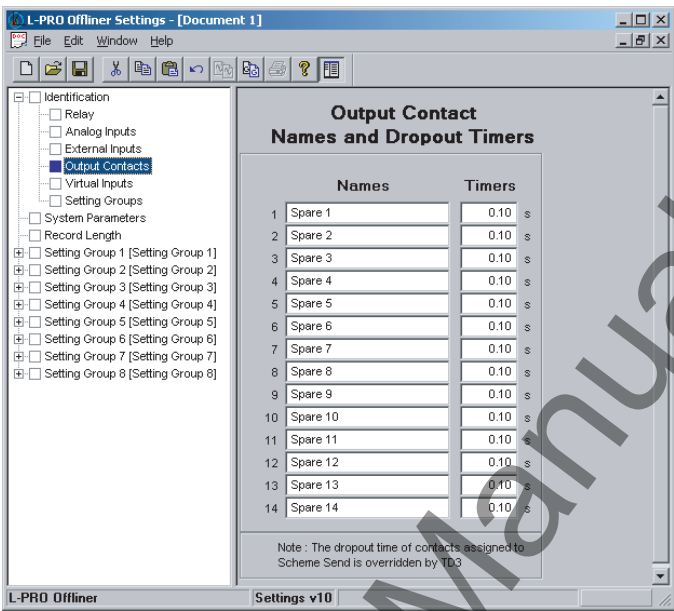 L-PRO Offliner Settings - [Document 1]
File Edit Window Help
Identification
Relay
Analog Inputs
External Inputs
Output Contacts
Virtual Inputs
Setting Groups
System Parameters
Record Length
Setting Group 1 [Setting Group 1]
Setting Group 2 [Setting Group 2]
Setting Group 3 [Setting Group 3]
Setting Group 4 [Setting Group 4]
Setting Group 5 [Setting Group 5]
Setting Group 6 [Setting Group 6]
Setting Group 7 [Setting Group 7]
Setting Group 8 [Setting Group 8]
Output Contact
Names and Dropout Timers
Names Timers
1 Spare 1 0.10 s
2 Spare 2 0.10 s
3 Spare 3 0.10 s
4 Spare 4 0.10 s
5 Spare 5 0.10 s
6 Spare 6 0.10 s
7 Spare 7 0.10 s
8 Spare 8 0.10 s
9 Spare 9 0.10 s
10 Spare 10 0.10 s
11 Spare 11 0.10 s
12 Spare 12 0.10 s
13 Spare 13 0.10 s
14 Spare 14 0.10 s
Note : The dropout time of contacts assigned to
Scheme Send is overridden by TD3
L-PRO Offliner Settings v10
Manual